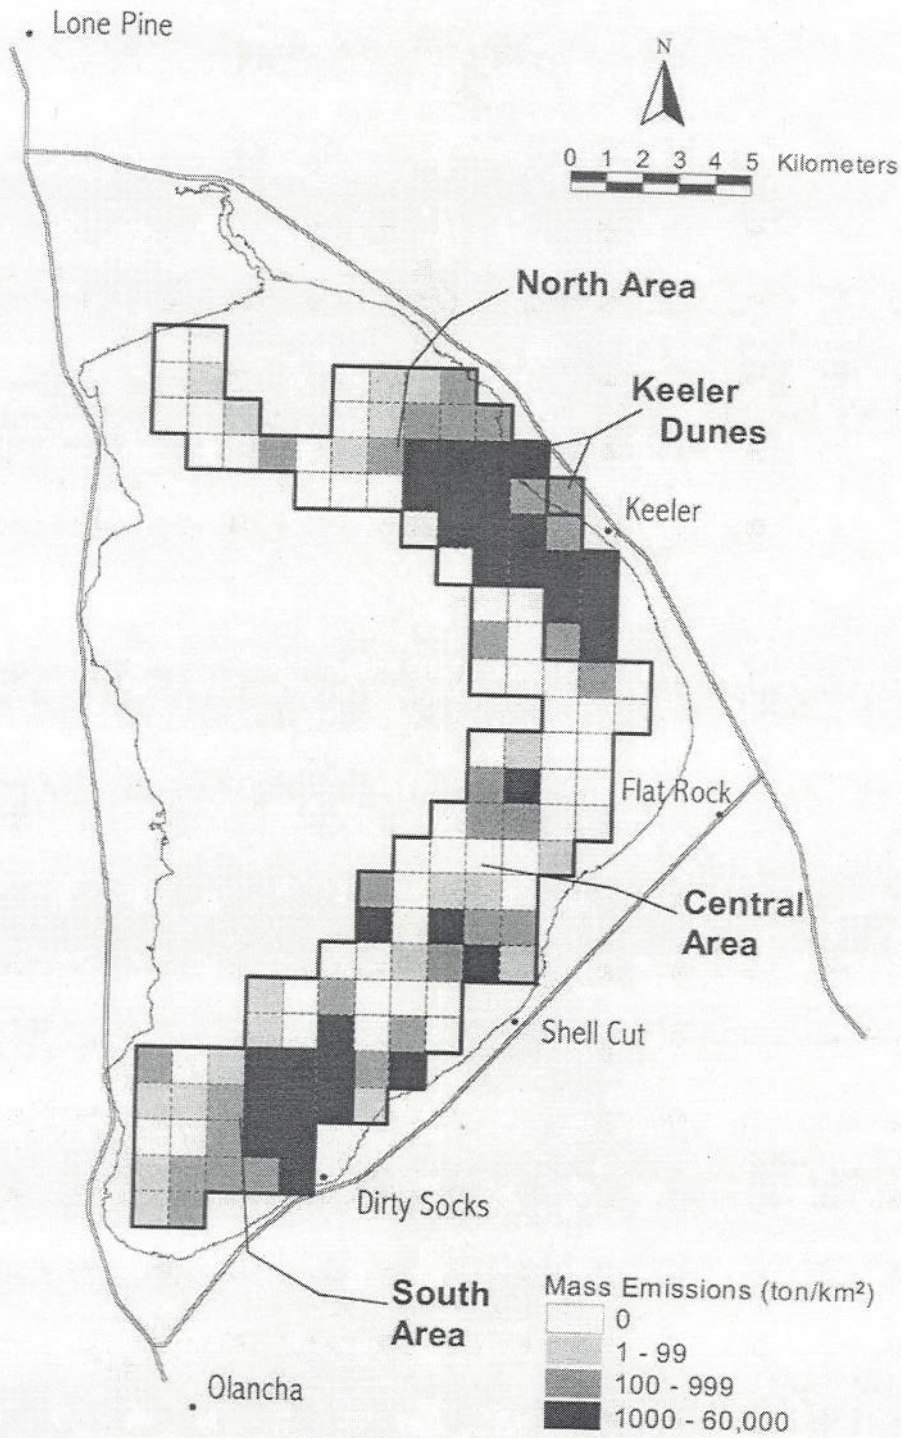 Lone Pine
N
0 1 2 3 4 5 Kilometers
North Area
Keeler
Dunes
Keeler
Flat Rock
Central
Area
Shell Cut
Dirty Socks
South
Area
Mass Emissions (ton/km²)
0
1 - 99
100 - 999
1000 - 60,000
Olancha